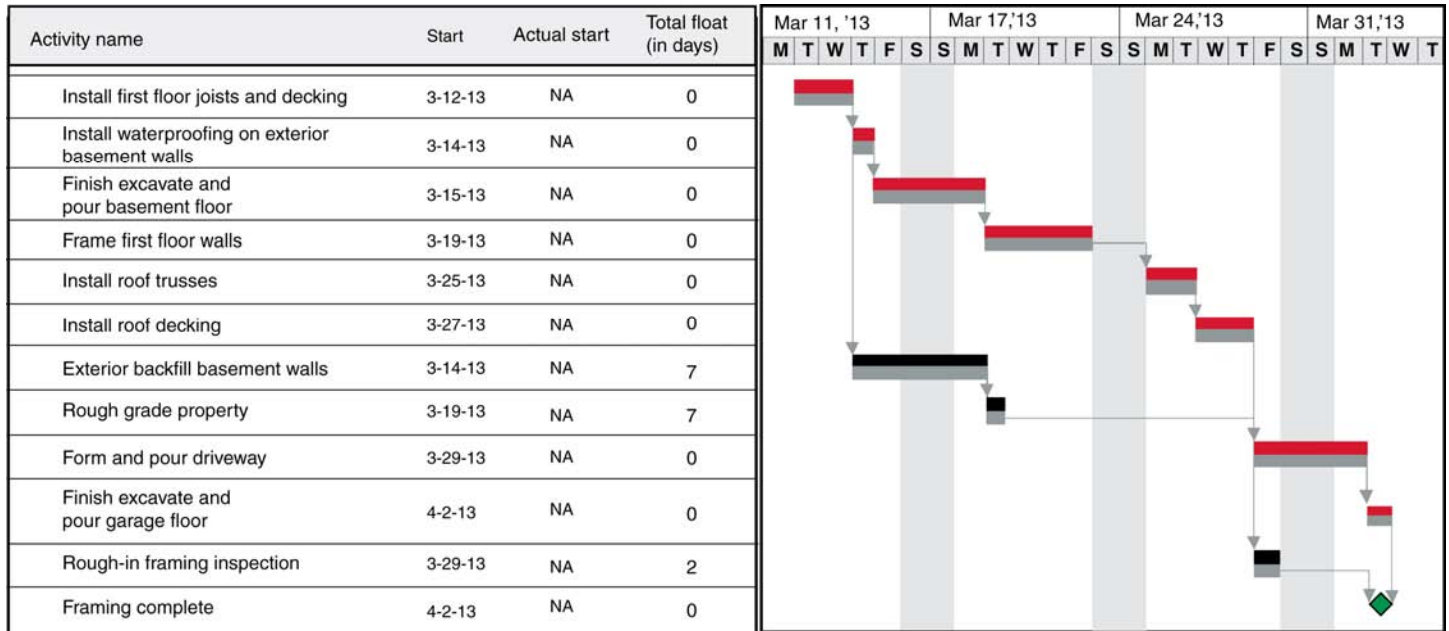 Activity name Start Actual start Total float
(in days)
Mar 11, '13 Mar 17,'13 Mar 24,'13 Mar 31,'13
M T W T F S S M T W T F S S M T W T F S S M T W T
Install first floor joists and decking 3-12-13 NA 0
Install waterproofing on exterior
basement walls 3-14-13 NA 0
Finish excavate and
pour basement floor 3-15-13 NA 0
Frame first floor walls 3-19-13 NA 0
Install roof trusses 3-25-13 NA 0
Install roof decking 3-27-13 NA 0
Exterior backfill basement walls 3-14-13 NA 7
Rough grade property 3-19-13 NA 7
Form and pour driveway 3-29-13 NA 0
Finish excavate and
pour garage floor 4-2-13 NA 0
Rough-in framing inspection 3-29-13 NA 2
Framing complete 4-2-13 NA 0